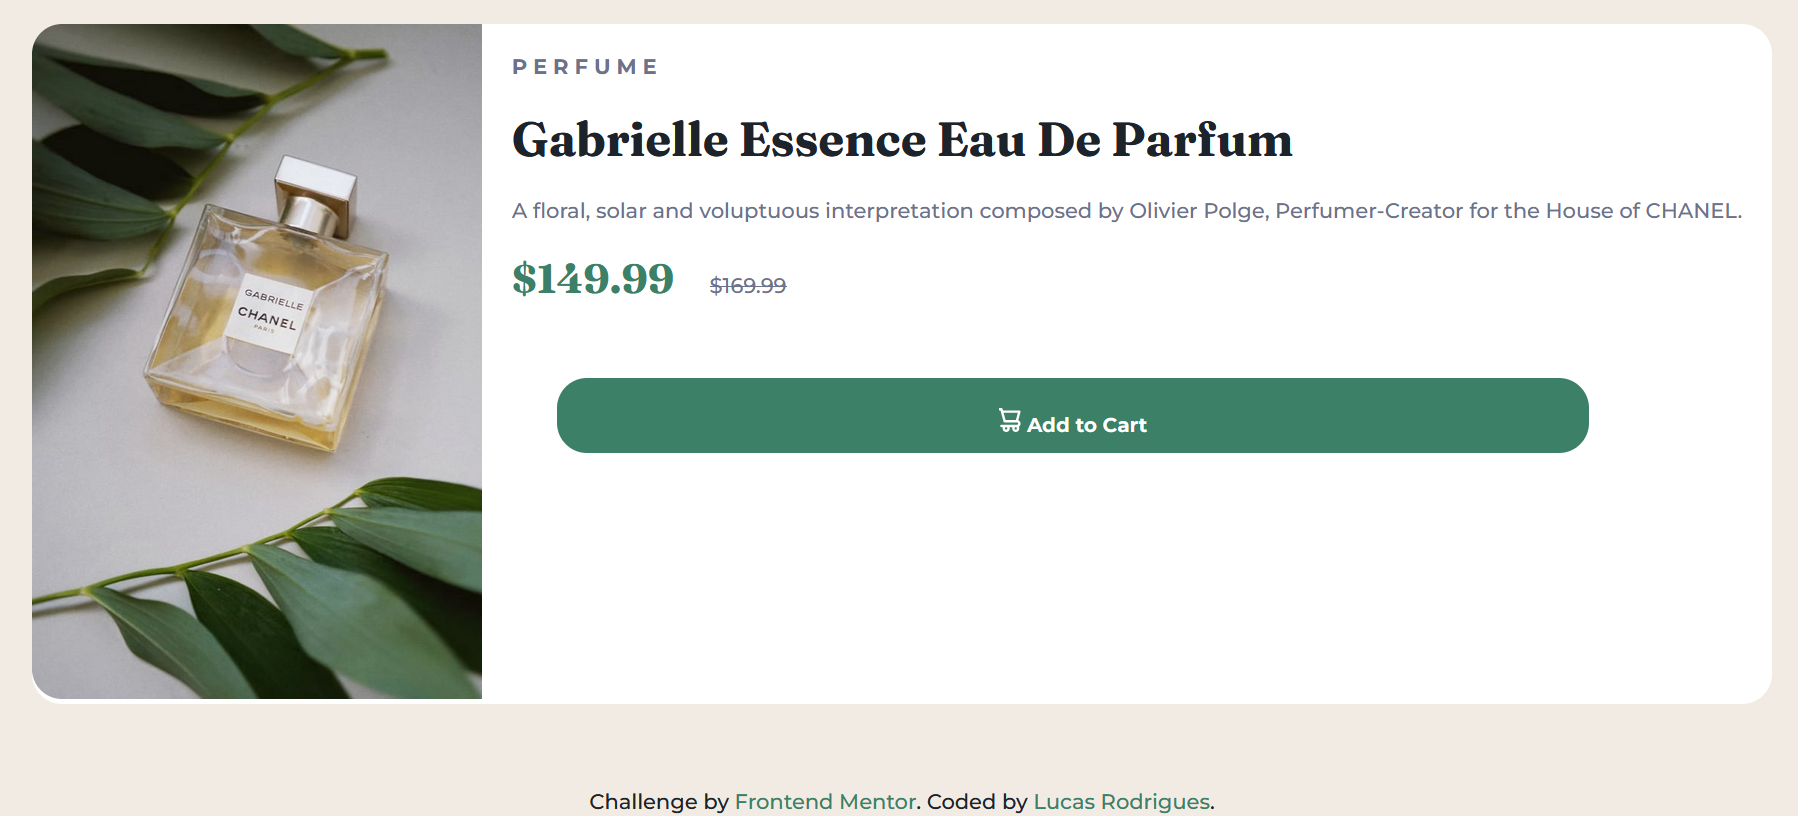 GABRIELLE
CHANEL
PARIS
PERFUME
Gabrielle Essence Eau De Parfum
A floral, solar and voluptuous interpretation composed by Olivier Polge, Perfumer-Creator for the House of CHANEL.
$149.99 $169.99
Add to Cart
Challenge by Frontend Mentor. Coded by Lucas Rodrigues.